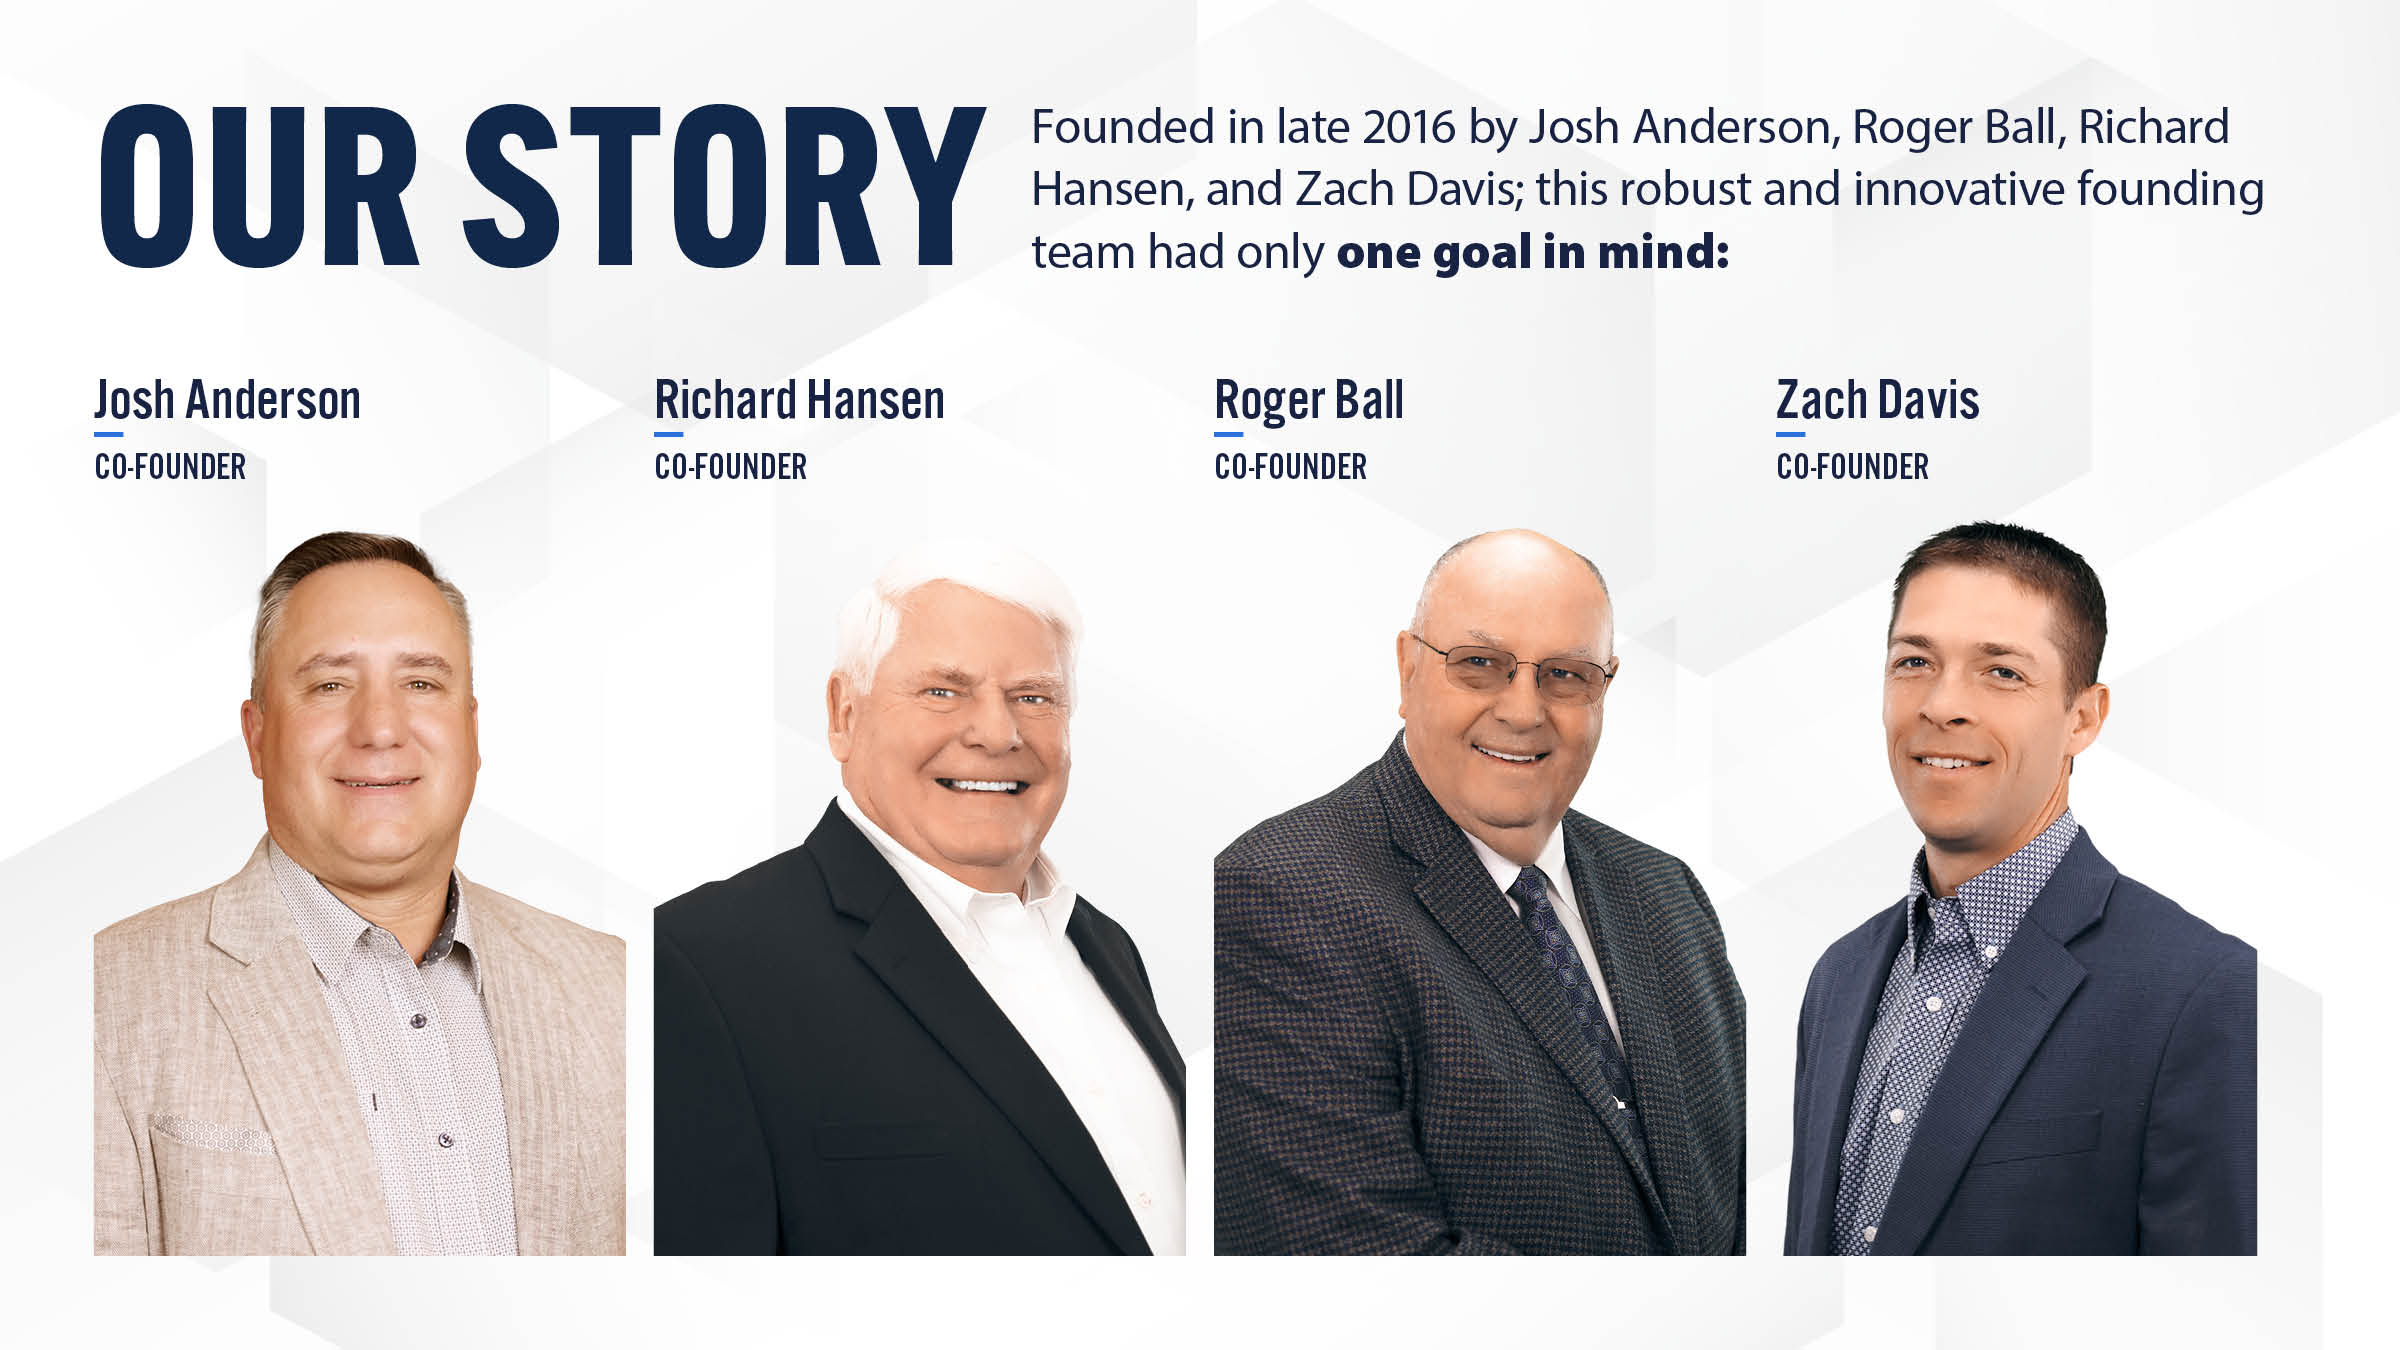 OUR STORY
Founded in late 2016 by Josh Anderson, Roger Ball, Richard
Hansen, and Zach Davis; this robust and innovative founding
team had only one goal in mind:
Josh Anderson
CO-FOUNDER
Richard Hansen
CO-FOUNDER
Roger Ball
CO-FOUNDER
Zach Davis
CO-FOUNDER